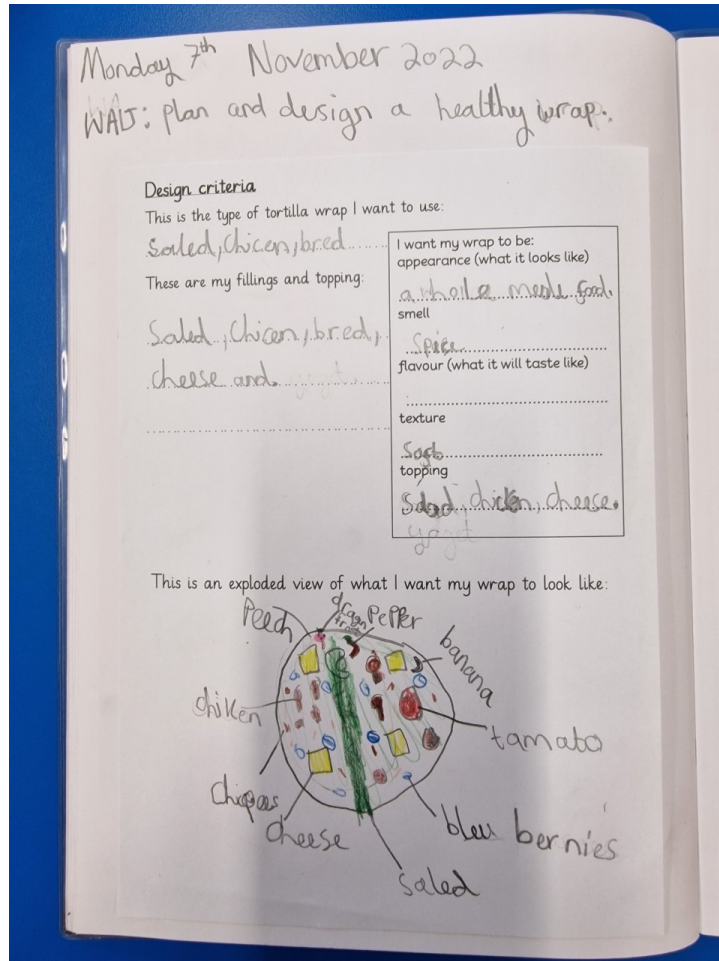 Monday 7th November 2022
WALT: plan and design a healthy wrap.
Design criteria
This is the type of tortilla wrap I want to use:
Saled, Chicen, bred
These are my fillings and topping:
Saled, Chicen, bred,
cheese and.
I want my wrap to be:
appearance (what it looks like)
a food.
smell
Spice
flavour (what it will taste like)
texture
topping
Salad, chicken, cheese.
This is an exploded view of what I want my wrap to look like:
Peech
dragn
PePPer
banana
chiken
tamato
cheese
bleu bernies
saled